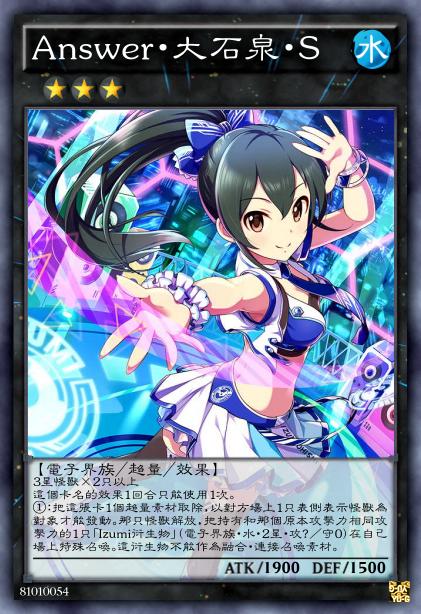 Answer・大石泉・S
水
【電子界族/超量/效果】
3星怪獸×2只以上
這個卡名的效果1回合只能使用1次。
①:把這張卡1個超量素材取除,以對方場上1只表側表示怪獸為
對象才能發動。那只怪獸解放,把持有和那個原本攻擊力相同攻
擊力的1只「Izumi衍生物」(電子界族·水·2星·攻?/守0)在自己
場上特殊召喚。這衍生物不能作為融合·連接召喚素材。
ATK/1900 DEF/1500
81010054